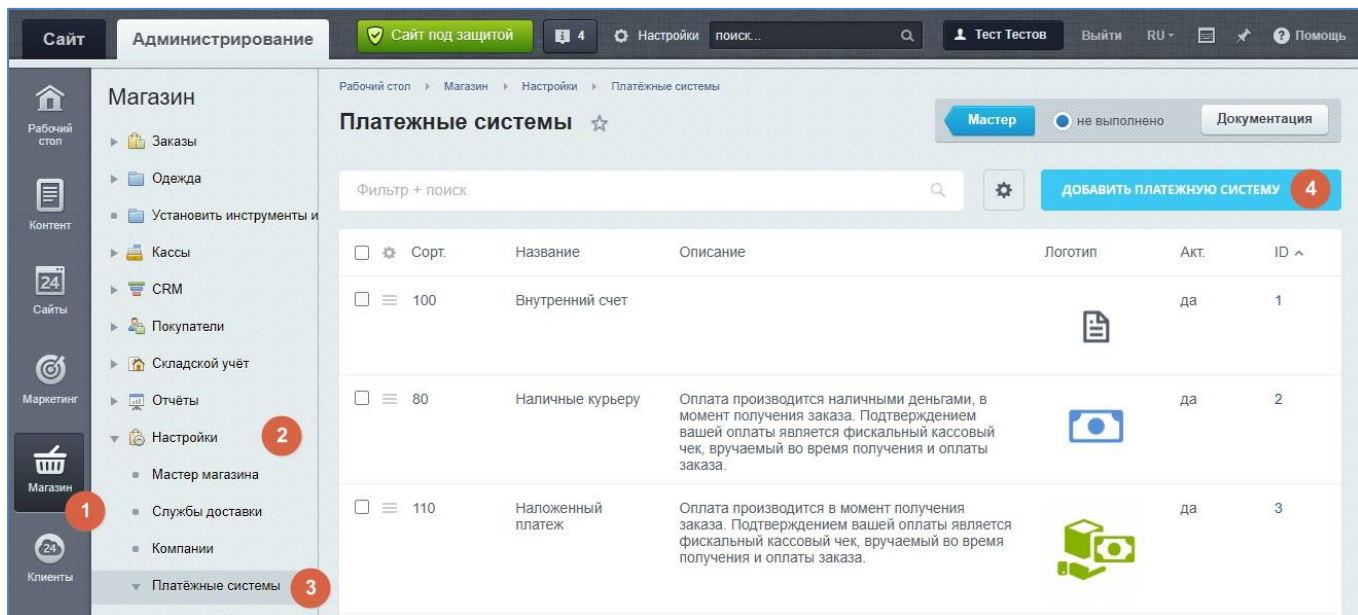 Сайт
Администрирование
Сайт под защитой
4
Настройки
поиск...
Тест Тестов
Выйти
RU
Помощь
Рабочий
стол
Контент
24
Сайты
Маркетинг
Магазин
1
24
Клиенты
Магазин
Заказы
Одежда
Установить инструменты и
Кассы
CRM
Покупатели
Складской учёт
Отчёты
Настройки
2
Мастер магазина
Службы доставки
Компании
Платёжные системы
3
Рабочий стол Магазин Настройки Платёжные системы
Платежные системы
Мастер
не выполнено
Документация
Фильтр + поиск
ДОБАВИТЬ ПЛАТЕЖНУЮ СИСТЕМУ
4
Сорт. Название Описание Логотип Акт. ID
100 Внутренний счет да 1
80 Наличные курьеру Оплата производится наличными деньгами, в да 2
момент получения заказа. Подтверждением
вашей оплаты является фискальный кассовый
чек, вручаемый во время получения и оплаты
заказа.
110 Наложенный Оплата производится в момент получения да 3
платеж заказа. Подтверждением вашей оплаты является
фискальный кассовый чек, вручаемый во время
получения и оплаты заказа.